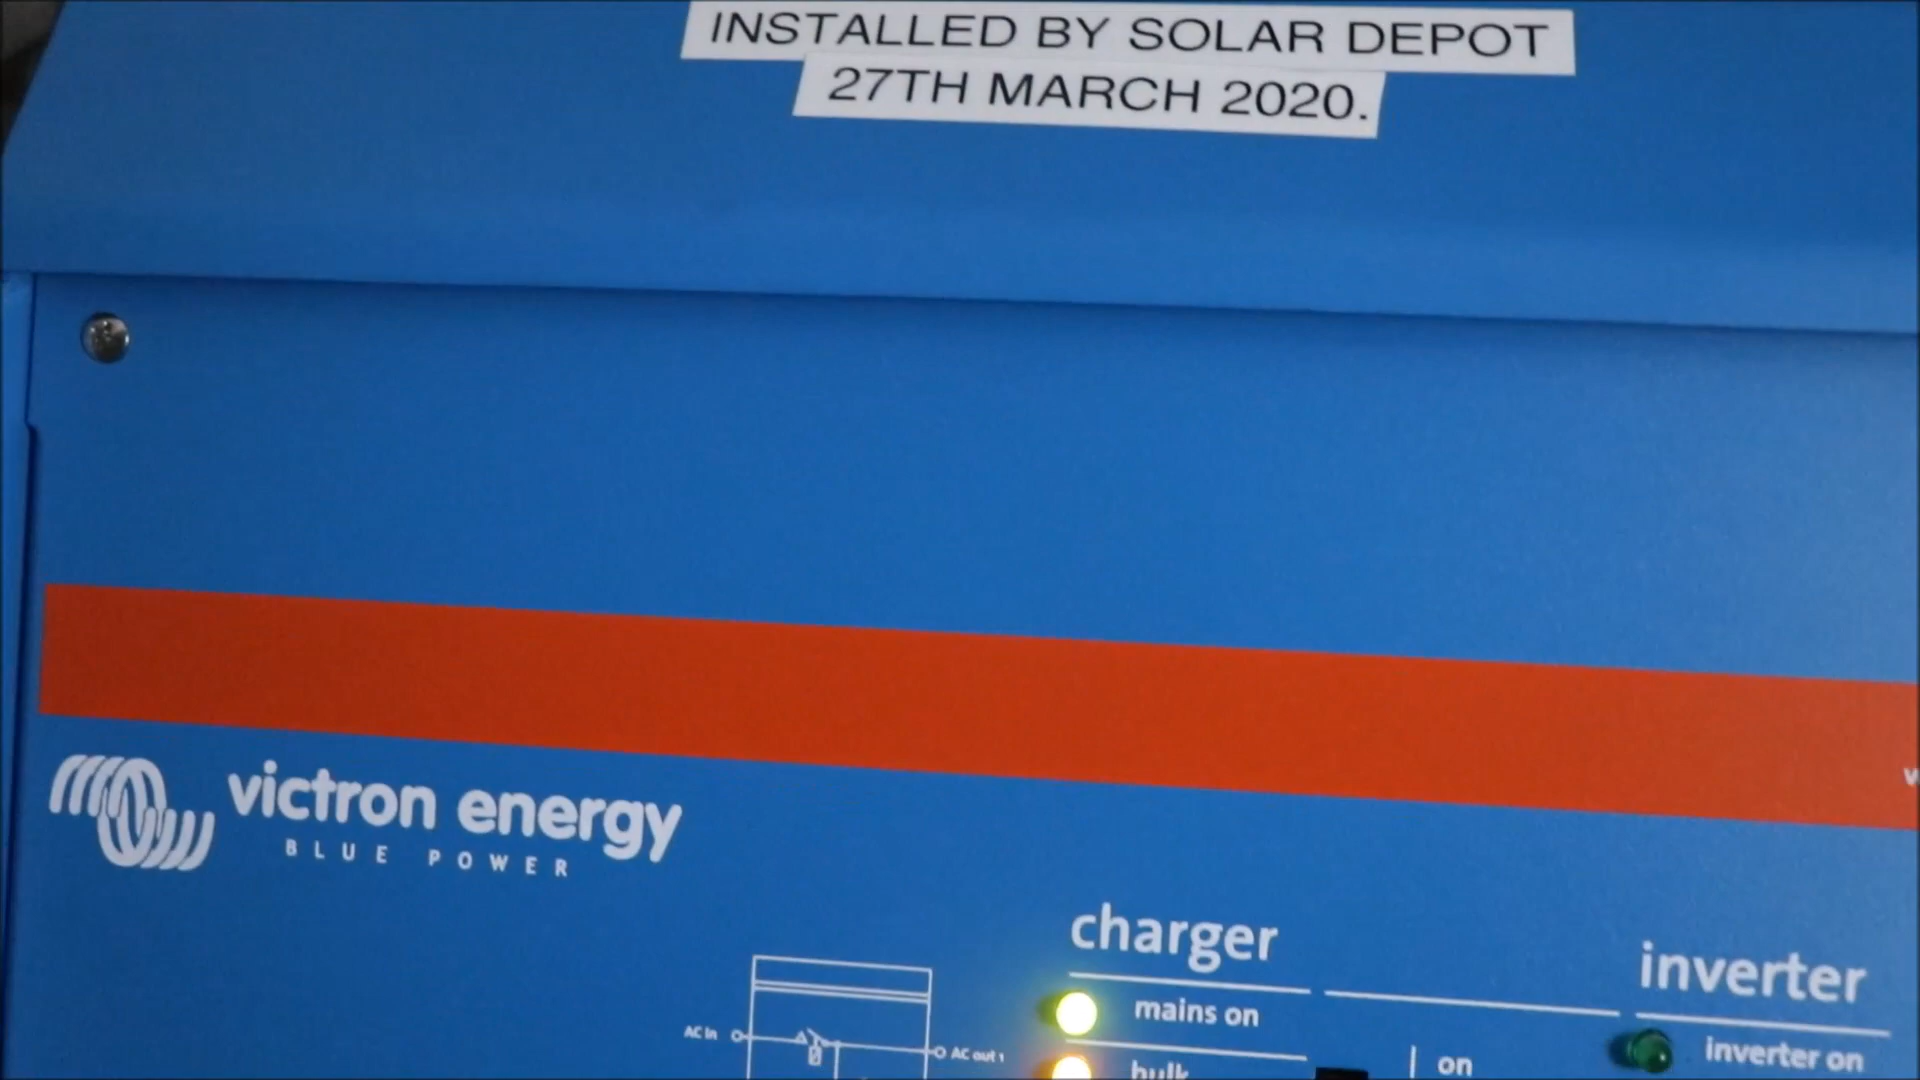 INSTALLED BY SOLAR DEPOT
27TH MARCH 2020.
victron energy
BLUE POWER
charger
inverter
mains on
AC in
AC out 1
bulk
on
inverter on